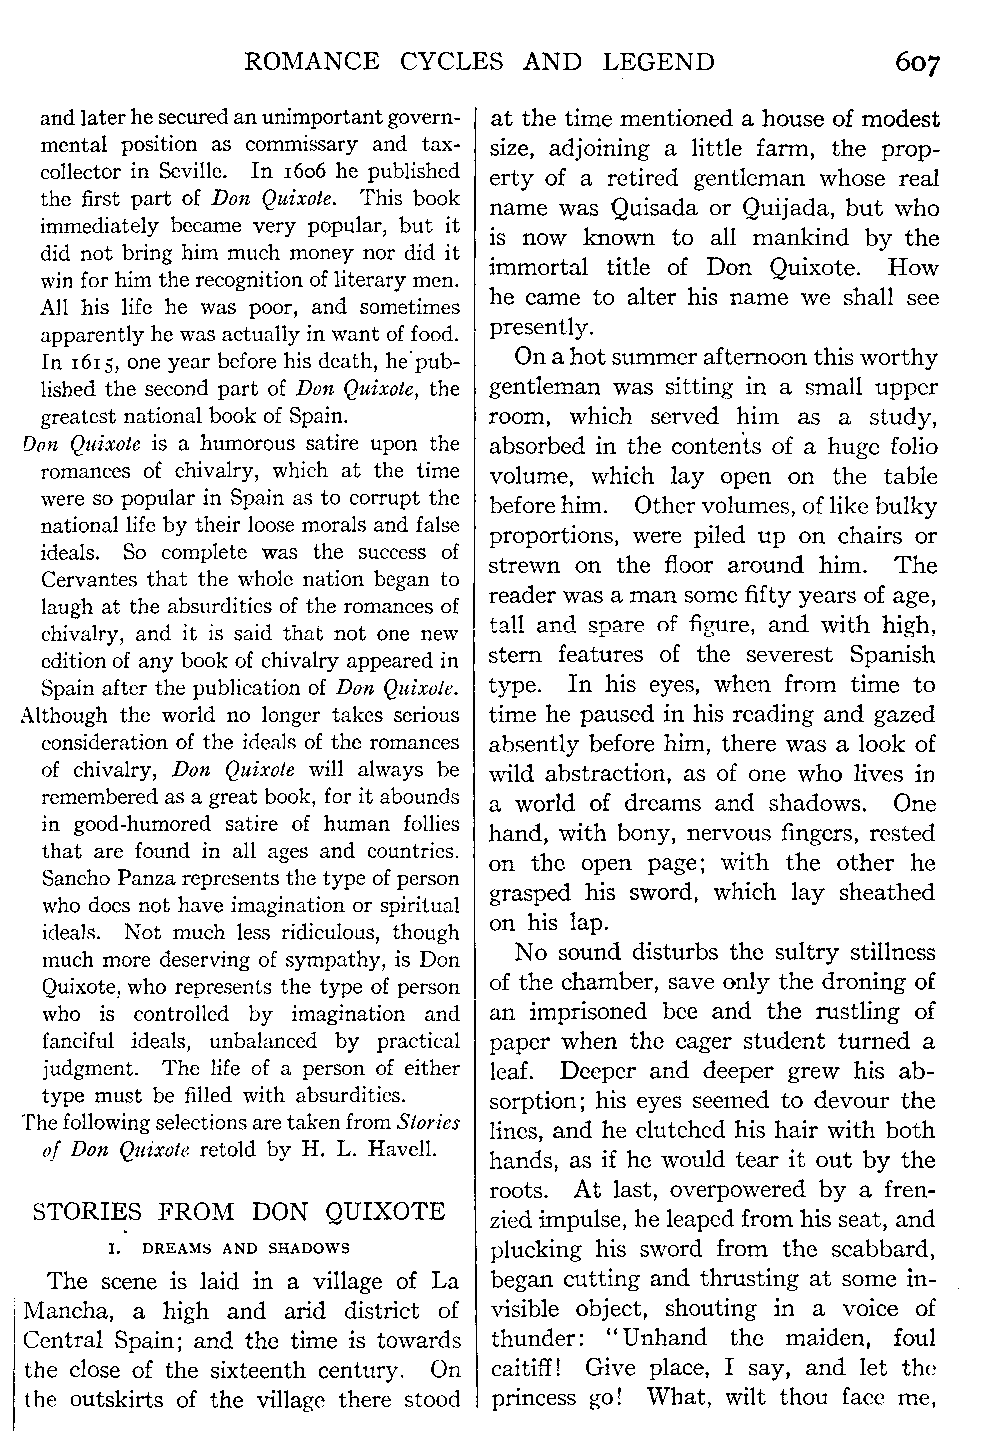 ROMANCE CYCLES AND LEGEND 607
and later he secured an unimportant govern-
mental position as commissary and tax-
collector in Seville. In 1606 he published
the first part of Don Quixote. This book
immediately became very popular, but it
did not bring him much money nor did it
win for him the recognition of literary men.
All his life he was poor, and sometimes
apparently he was actually in want of food.
In 1615, one year before his death, he pub-
lished the second part of Don Quixote, the
greatest national book of Spain.
Don Quixote is a humorous satire upon the
romances of chivalry, which at the time
were so popular in Spain as to corrupt the
national life by their loose morals and false
ideals. So complete was the success of
Cervantes that the whole nation began to
laugh at the absurdities of the romances of
chivalry, and it is said that not one new
edition of any book of chivalry appeared in
Spain after the publication of Don Quixote.
Although the world no longer takes serious
consideration of the ideals of the romances
of chivalry, Don Quixote will always be
remembered as a great book, for it abounds
in good-humored satire of human follies
that are found in all ages and countries.
Sancho Panza represents the type of person
who does not have imagination or spiritual
ideals. Not much less ridiculous, though
much more deserving of sympathy, is Don
Quixote, who represents the type of person
who is controlled by imagination and
fanciful ideals, unbalanced by practical
judgment. The life of a person of either
type must be filled with absurdities.
The following selections are taken from Stories
of Don Quixote retold by H. L. Havell.
STORIES FROM DON QUIXOTE
I. DREAMS AND SHADOWS
The scene is laid in a village of La
Mancha, a high and arid district of
Central Spain; and the time is towards
the close of the sixteenth century. On
the outskirts of the village there stood
at the time mentioned a house of modest
size, adjoining a little farm, the prop-
erty of a retired gentleman whose real
name was Quisada or Quijada, but who
is now known to all mankind by the
immortal title of Don Quixote. How
he came to alter his name we shall see
presently.
On a hot summer afternoon this worthy
gentleman was sitting in a small upper
room, which served him as a study,
absorbed in the contents of a huge folio
volume, which lay open on the table
before him. Other volumes, of like bulky
proportions, were piled up on chairs or
strewn on the floor around him. The
reader was a man some fifty years of age,
tall and spare of figure, and with high,
stern features of the severest Spanish
type. In his eyes, when from time to
time he paused in his reading and gazed
absently before him, there was a look of
wild abstraction, as of one who lives in
a world of dreams and shadows. One
hand, with bony, nervous fingers, rested
on the open page; with the other he
grasped his sword, which lay sheathed
on his lap.
No sound disturbs the sultry stillness
of the chamber, save only the droning of
an imprisoned bee and the rustling of
paper when the eager student turned a
leaf. Deeper and deeper grew his ab-
sorption; his eyes seemed to devour the
lines, and he clutched his hair with both
hands, as if he would tear it out by the
roots. At last, overpowered by a fren-
zied impulse, he leaped from his seat, and
plucking his sword from the scabbard,
began cutting and thrusting at some in-
visible object, shouting in a voice of
thunder: "Unhand the maiden, foul
caitiff! Give place, I say, and let the
princess go! What, wilt thou face me,